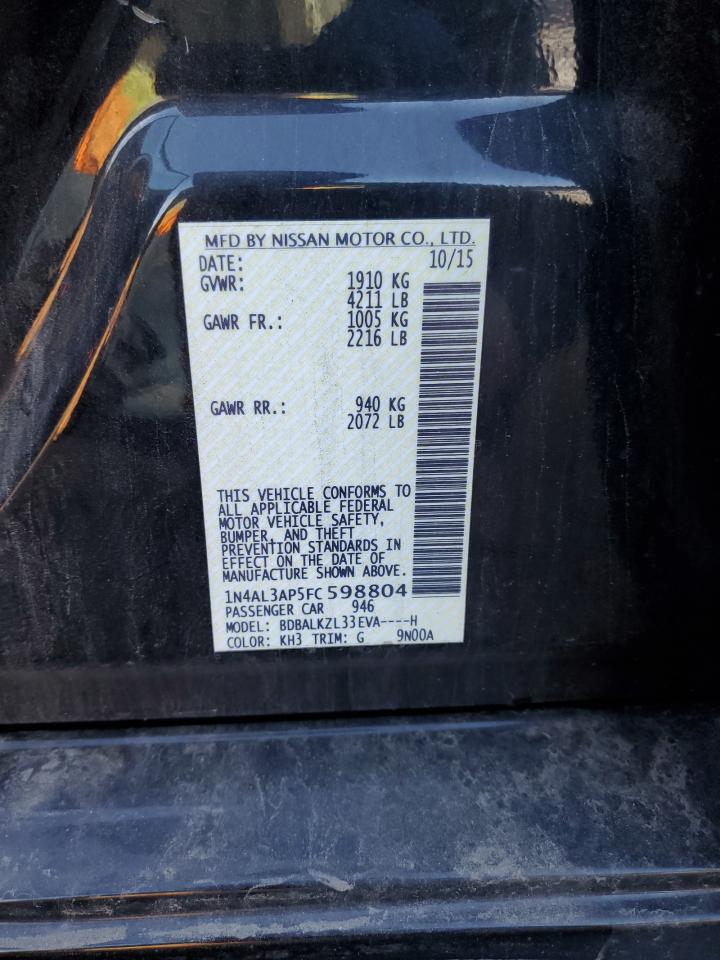 MFD BY NISSAN MOTOR CO., LTD.
DATE: 10/15
GVWR: 1910 KG
4211 LB
GAWR FR.: 1005 KG
2216 LB
GAWR RR.: 940 KG
2072 LB
THIS VEHICLE CONFORMS TO
ALL APPLICABLE FEDERAL
MOTOR VEHICLE SAFETY,
BUMPER, AND THEFT
PREVENTION STANDARDS IN
EFFECT ON THE DATE OF
MANUFACTURE SHOWN ABOVE.
1N4AL3AP5FC598804
PASSENGER CAR 946
MODEL: BDBALKZL33EVA----H
COLOR: KH3 TRIM: G 9N00A